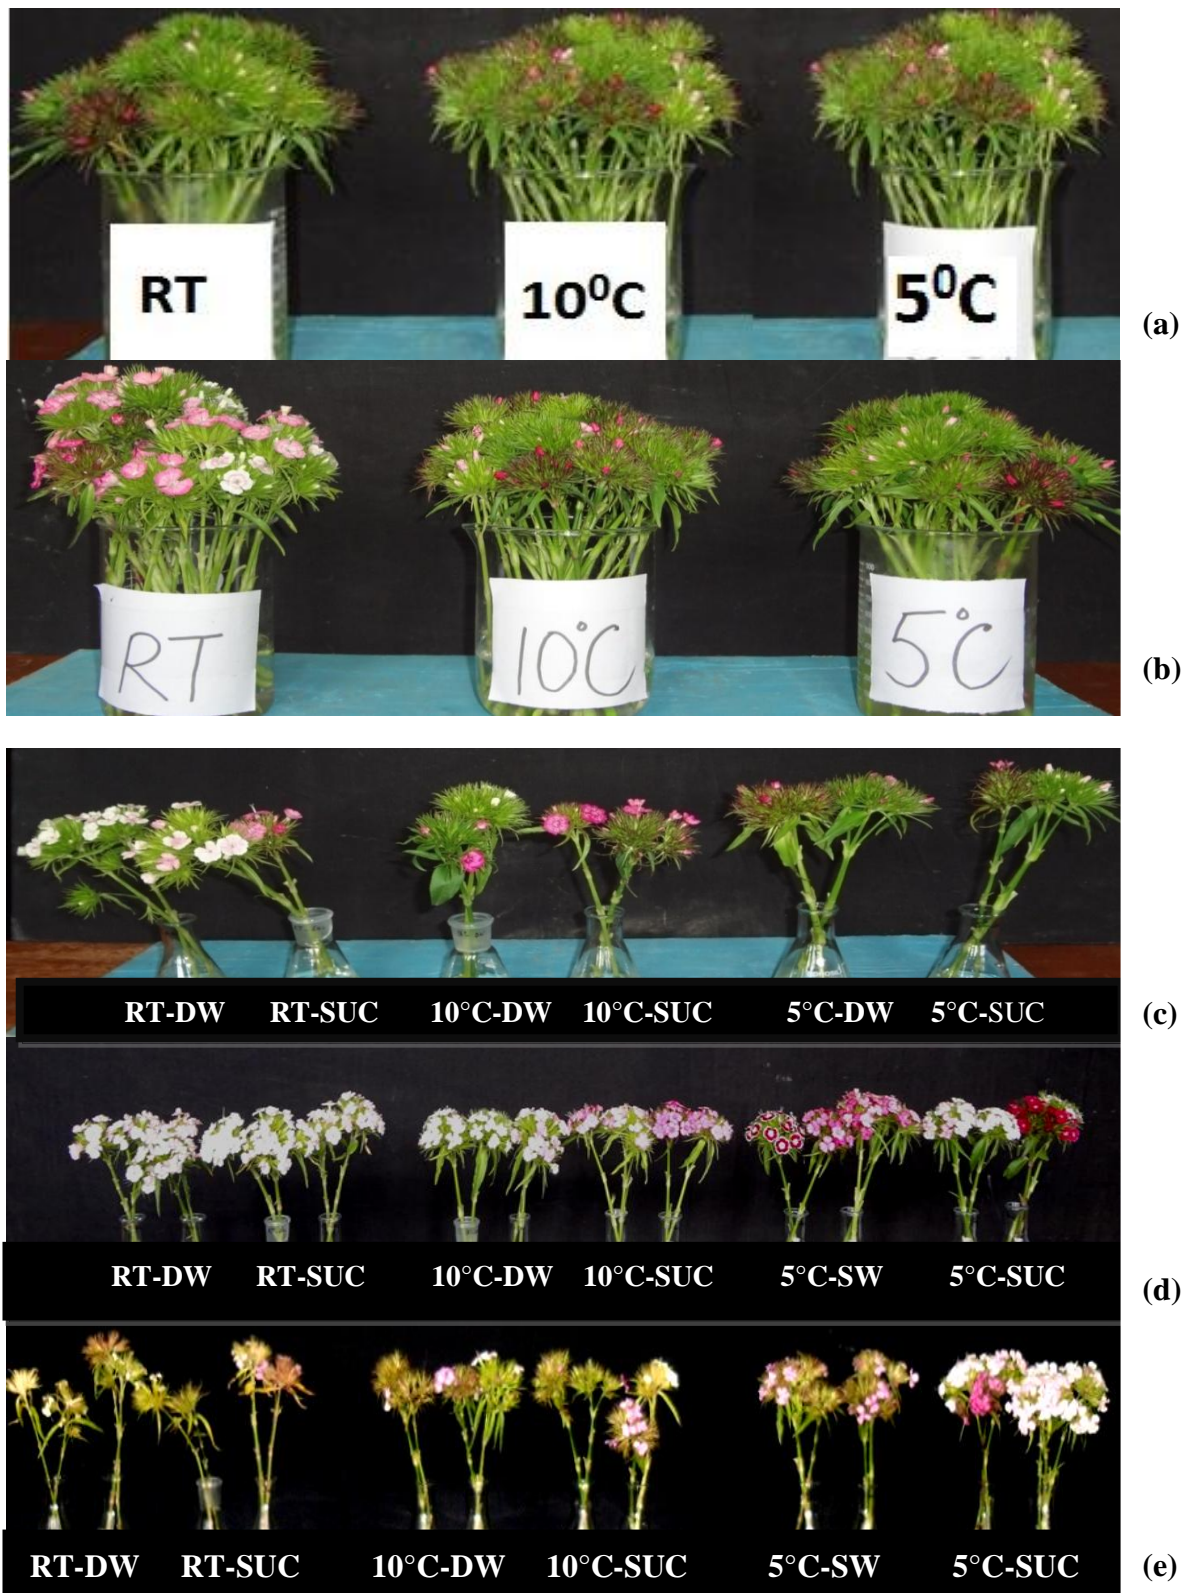 RT
10⁰C
5⁰C
(a)
RT
10°C
5°C
(b)
RT-DW RT-SUC 10°C-DW 10°C-SUC 5°C-DW 5°C-SUC
(c)
RT-DW RT-SUC 10°C-DW 10°C-SUC 5°C-SW 5°C-SUC
(d)
RT-DW RT-SUC 10°C-DW 10°C-SUC 5°C-SW 5°C-SUC
(e)